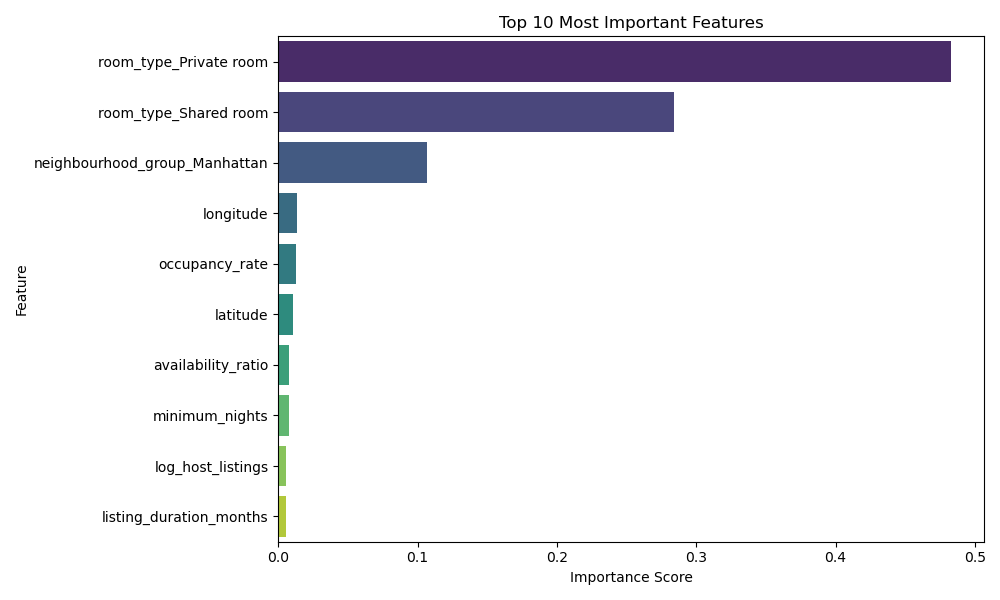 Top 10 Most Important Features
Feature
room_type_Private room
room_type_Shared room
neighbourhood_group_Manhattan
longitude
occupancy_rate
latitude
availability_ratio
minimum_nights
log_host_listings
listing_duration_months
0.0 0.1 0.2 0.3 0.4 0.5
Importance Score